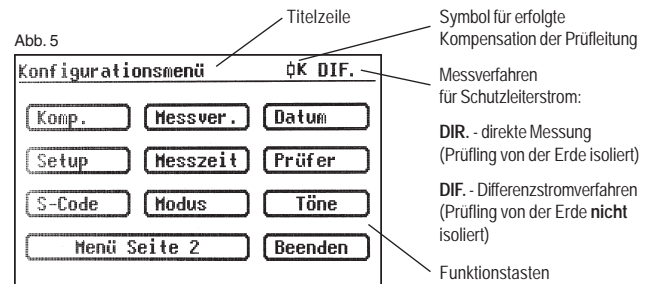 Abb. 5
Titelzeile
Symbol für erfolgte
Kompensation der Prüfleitung
Konfigurationsmenü K DIF.
Messverfahren
für Schutzleiterstrom:
DIR. - direkte Messung
(Prüfling von der Erde isoliert)
DIF. - Differenzstromverfahren
(Prüfling von der Erde nicht
isoliert)
Komp. Messver. Datum
Setup Messzeit Prüfer
S-Code Modus Töne
Menü Seite 2 Beenden
Funktionstasten